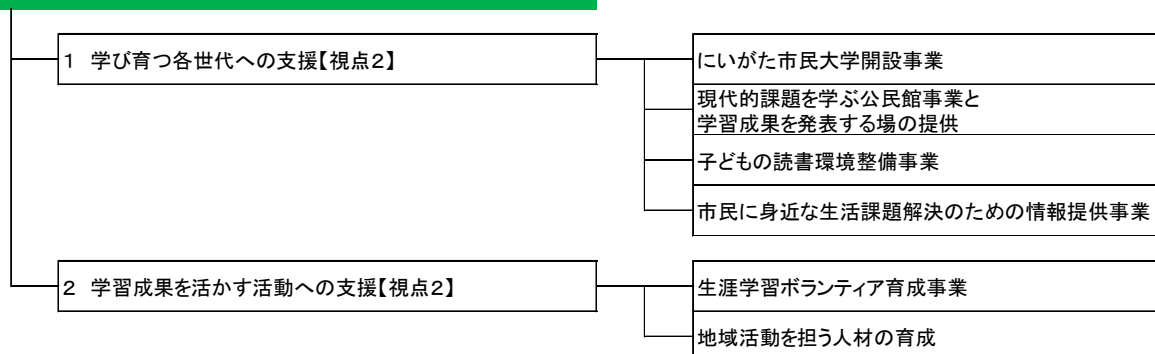 1 学び育つ各世代への支援【視点2】
にいがた市民大学開設事業
現代的課題を学ぶ公民館事業と
学習成果を発表する場の提供
子どもの読書環境整備事業
市民に身近な生活課題解決のための情報提供事業
2 学習成果を活かす活動への支援【視点2】
生涯学習ボランティア育成事業
地域活動を担う人材の育成